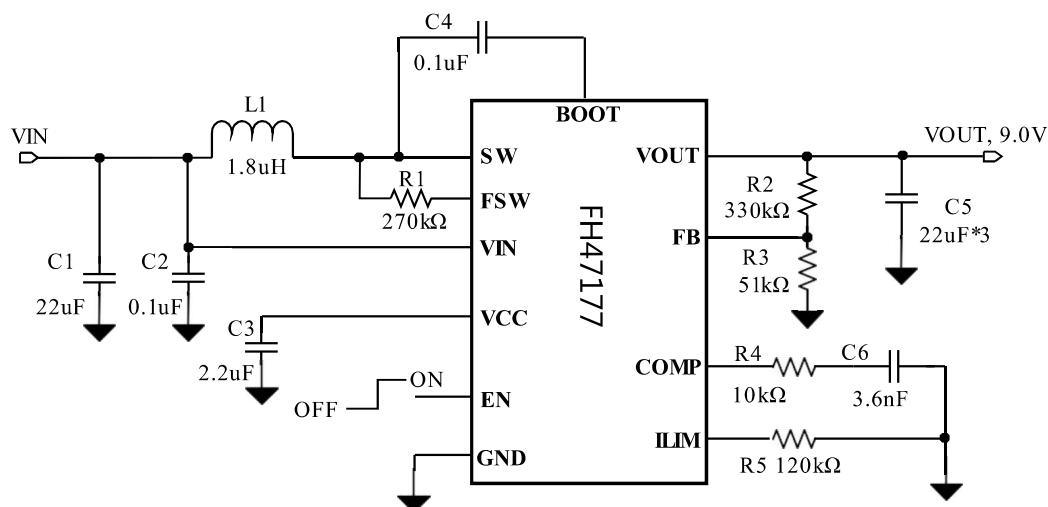 C4
0.1uF
BOOT
L1
VIN
1.8uH
SW
VOUT
VOUT, 9.0V
R1
270kΩ
FSW
R2
330kΩ
C5
22uF*3
VIN
FB
FH47177
R3
51kΩ
C1
22uF
C2
0.1uF
VCC
C3
2.2uF
COMP
R4
10kΩ
C6
3.6nF
ON
OFF
EN
ILIM
R5 120kΩ
GND